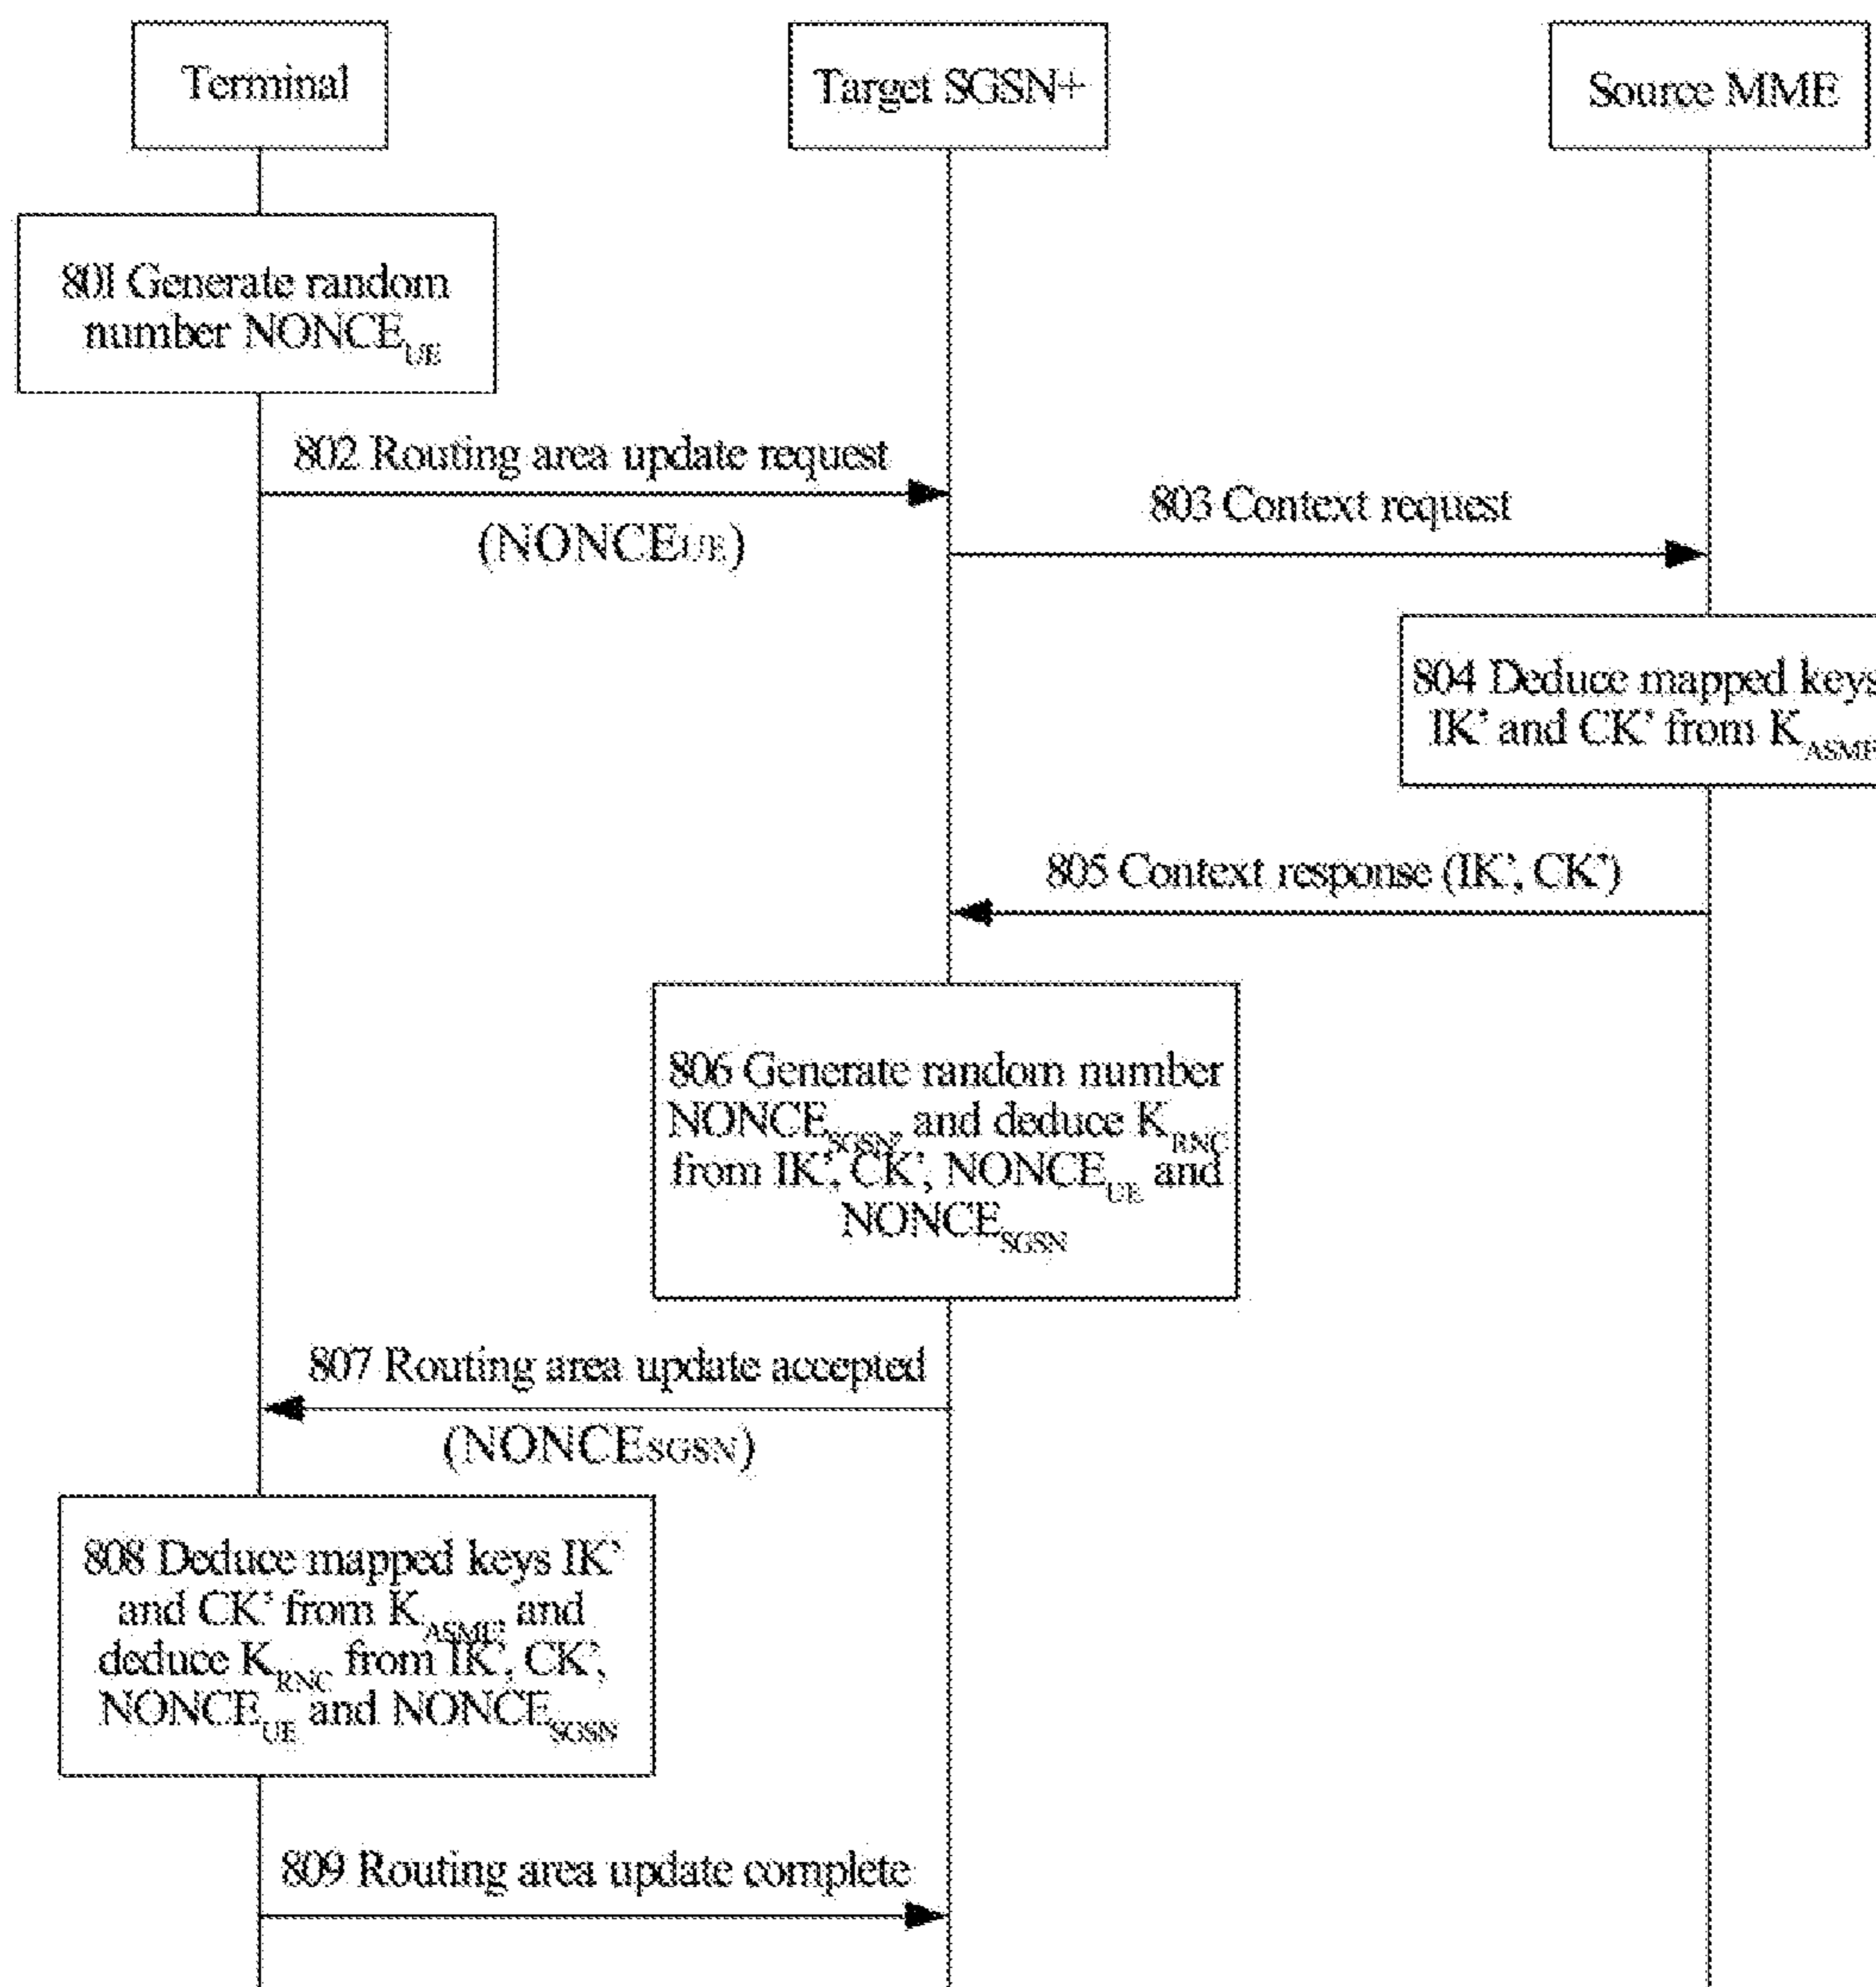 Terminal
Target SGSN+
Source MME
801 Generate random
number NONCE_UE
802 Routing area update request
(NONCEUE)
803 Context request
804 Deduce mapped keys
IK' and CK' from K_ASME
805 Context response (IK', CK')
806 Generate random number
NONCE_SGSN, and deduce K_RNC
from IK', CK', NONCE_UE and
NONCE_SGSN
807 Routing area update accepted
(NONCESGSN)
808 Deduce mapped keys IK'
and CK' from K_ASME, and
deduce K_RNC from IK', CK',
NONCE_UE and NONCE_SGSN
809 Routing area update complete